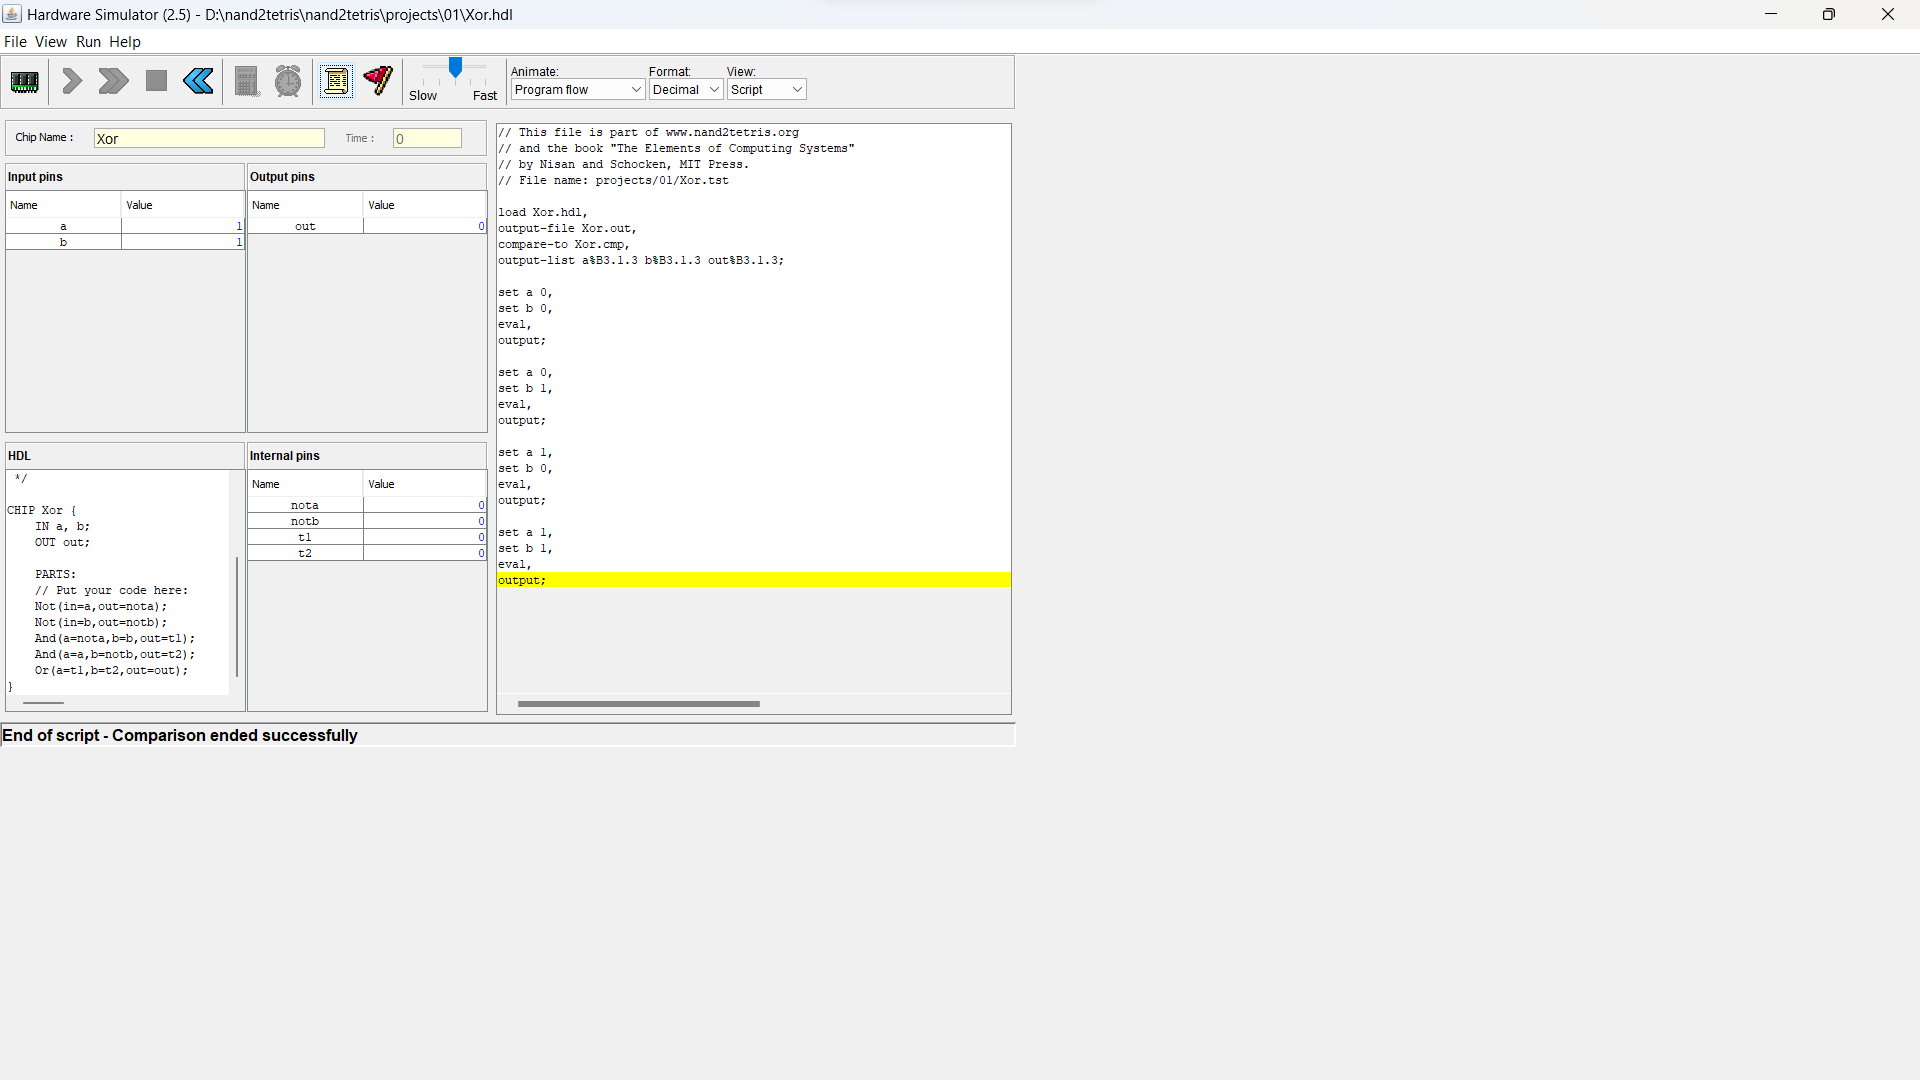 Hardware Simulator (2.5) - D:\nand2tetris\nand2tetris\projects\01\Xor.hdl
File View Run Help
Slow Fast
Animate: Format: View:
Program flow Decimal Script
Chip Name : Xor Time : 0
Input pins
Name Value
a 1
b 1
Output pins
Name Value
out 0
HDL
*/
CHIP Xor {
IN a, b;
OUT out;
PARTS:
// Put your code here:
Not(in=a,out=nota);
Not(in=b,out=notb);
And(a=nota,b=b,out=t1);
And(a=a,b=notb,out=t2);
Or(a=t1,b=t2,out=out);
}
Internal pins
Name Value
nota 0
notb 0
t1 0
t2 0
// This file is part of www.nand2tetris.org
// and the book "The Elements of Computing Systems"
// by Nisan and Schocken, MIT Press.
// File name: projects/01/Xor.tst
load Xor.hdl,
output-file Xor.out,
compare-to Xor.cmp,
output-list a%B3.1.3 b%B3.1.3 out%B3.1.3;
set a 0,
set b 0,
eval,
output;
set a 0,
set b 1,
eval,
output;
set a 1,
set b 0,
eval,
output;
set a 1,
set b 1,
eval,
output;
End of script - Comparison ended successfully